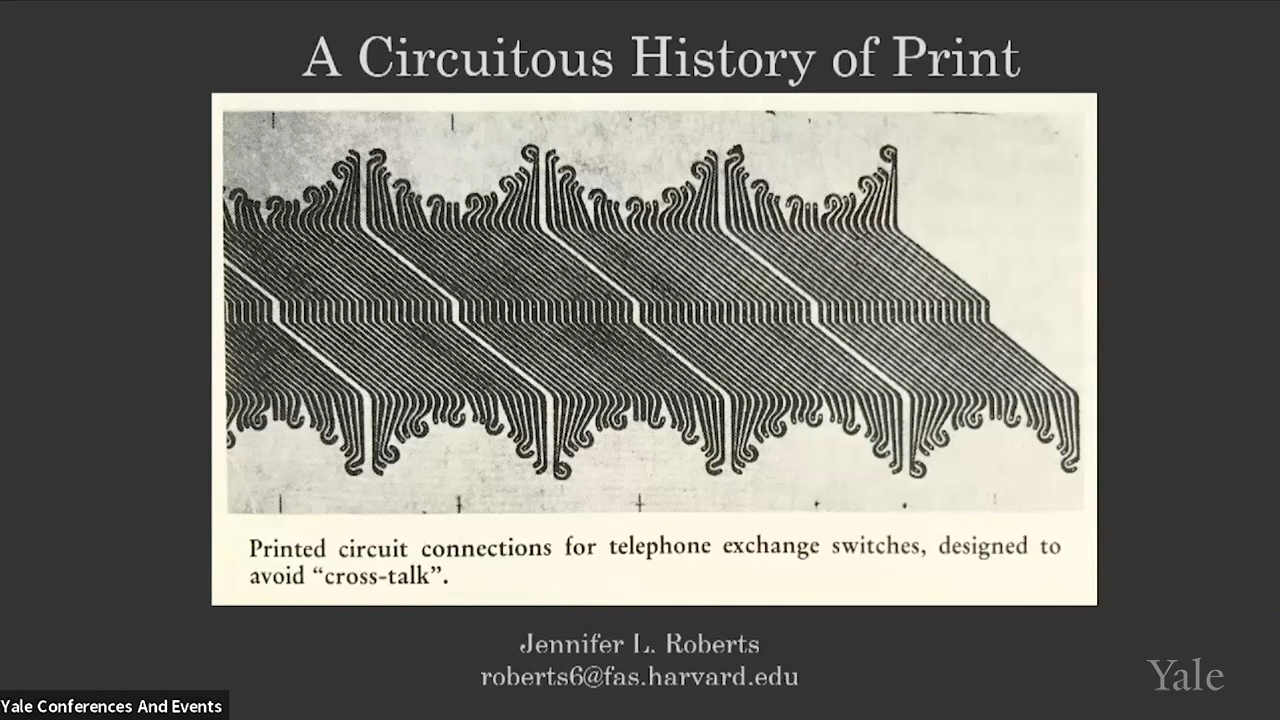 A Circuitous History of Print
Printed circuit connections for telephone exchange switches, designed to
avoid “cross-talk”.
Jennifer L. Roberts
roberts6@fas.harvard.edu
Yale
Yale Conferences And Events